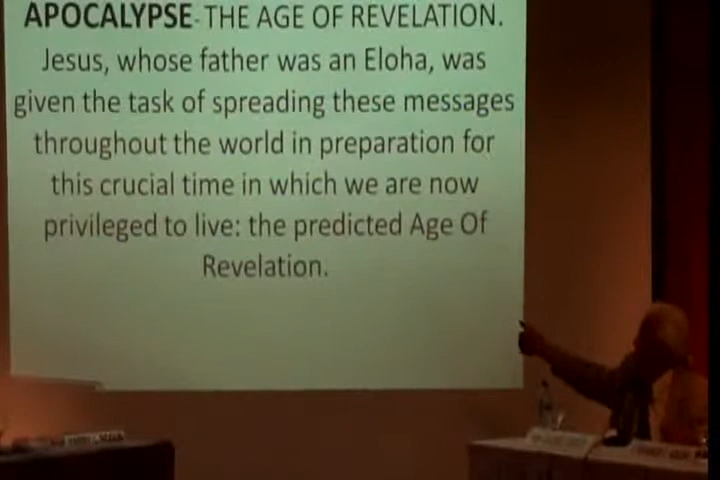 APOCALYPSE- THE AGE OF REVELATION.
Jesus, whose father was an Eloha, was
given the task of spreading these messages
throughout the world in preparation for
this crucial time in which we are now
privileged to live: the predicted Age Of
Revelation.